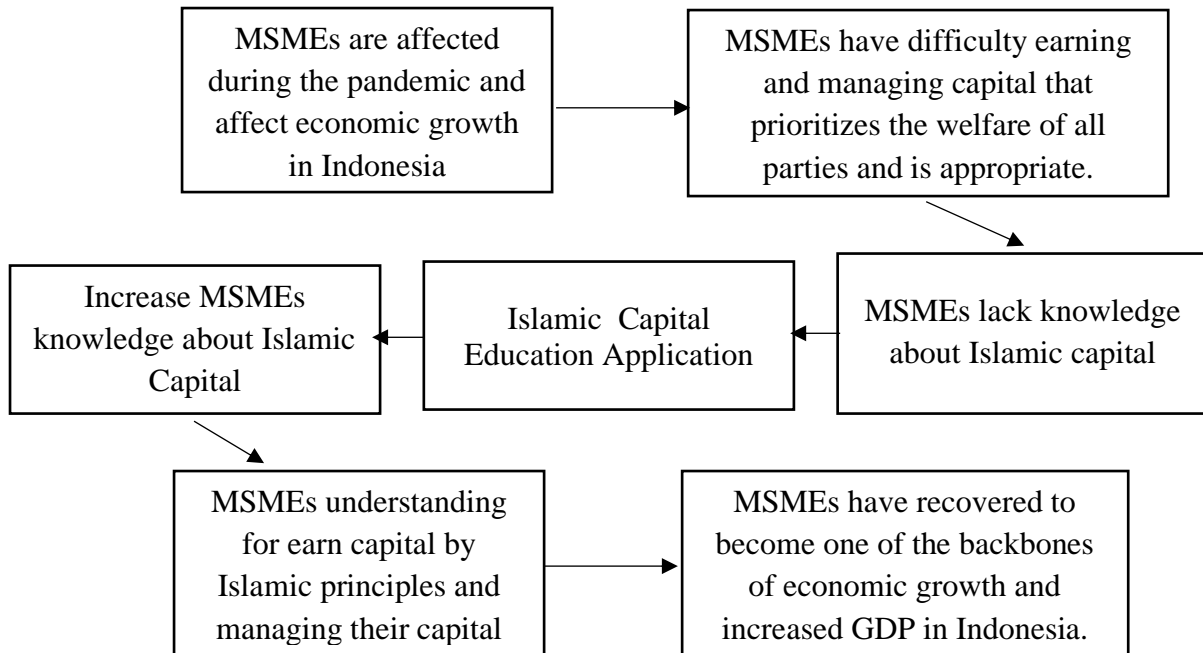 MSMEs are affected
during the pandemic and
affect economic growth
in Indonesia
MSMEs have difficulty earning
and managing capital that
prioritizes the welfare of all
parties and is appropriate.
MSMEs lack knowledge
about Islamic capital
Islamic  Capital
Education Application
Increase MSMEs
knowledge about Islamic
Capital
MSMEs understanding
for earn capital by
Islamic principles and
managing their capital
MSMEs have recovered to
become one of the backbones
of economic growth and
increased GDP in Indonesia.